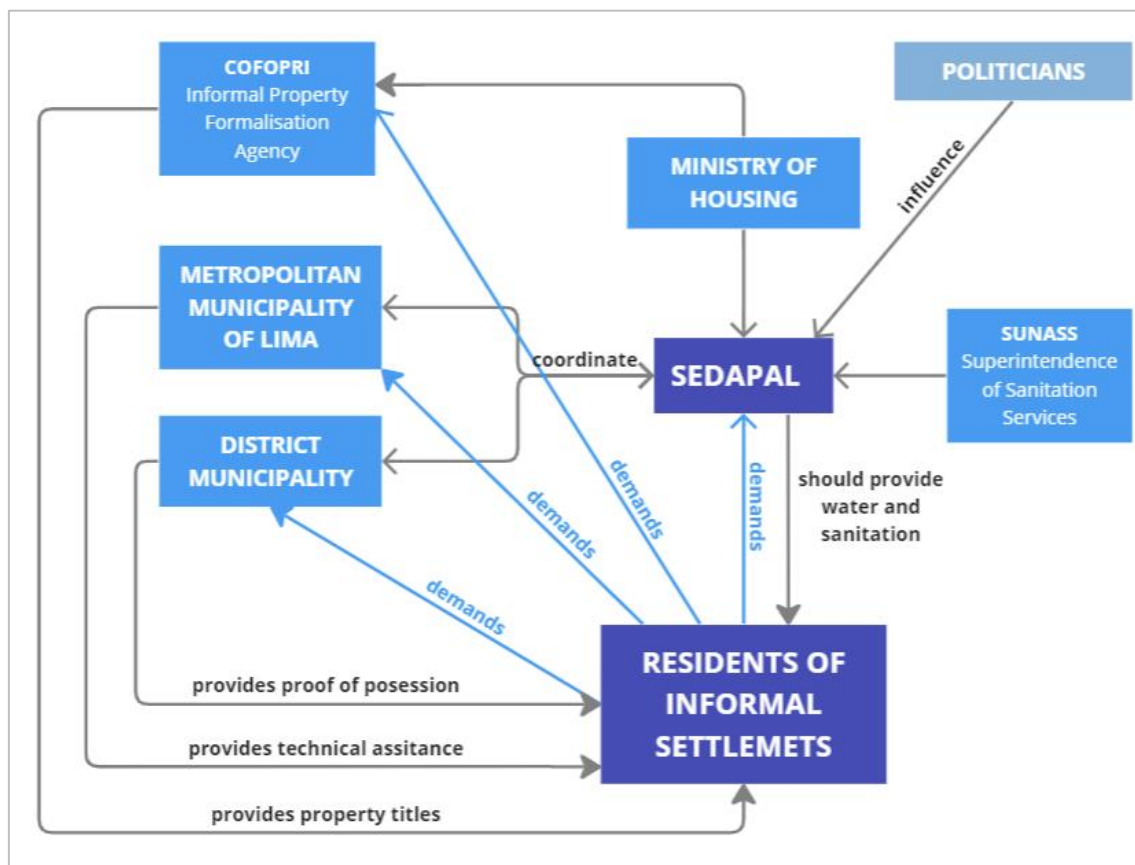 COFOPRI
Informal Property
Formalisation
Agency
POLITICIANS
MINISTRY OF
HOUSING
influence
METROPOLITAN
MUNICIPALITY
OF LIMA
coordinate
SEDAPAL
SUNASS
Superintendence
of Sanitation
Services
DISTRICT
MUNICIPALITY
demands
demands
demands
demands
should provide
water and
sanitation
RESIDENTS OF
INFORMAL
SETTLEMETS
provides proof of posession
provides technical assitance
provides property titles